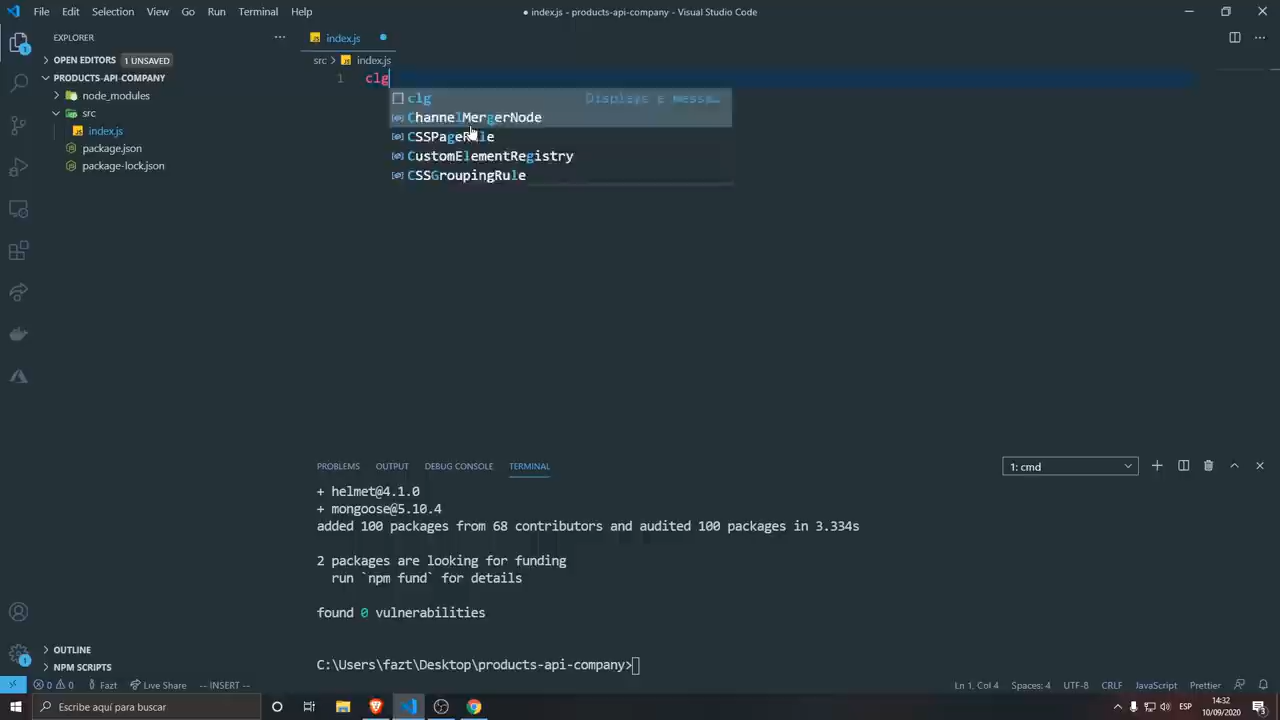 File Edit Selection View Go Run Terminal Help
● index.js - products-api-company - Visual Studio Code
EXPLORER
OPEN EDITORS 1 UNSAVED
PRODUCTS-API-COMPANY
node_modules
src
index.js
package.json
package-lock.json
OUTLINE
NPM SCRIPTS
index.js
src > index.js
1 clg
clg Displays a messa...
ChannelMergerNode
CSSPageRule
CustomElementRegistry
CSSGroupingRule
PROBLEMS OUTPUT DEBUG CONSOLE TERMINAL 1: cmd
+ helmet@4.1.0
+ mongoose@5.10.4
added 100 packages from 68 contributors and audited 100 packages in 3.334s
2 packages are looking for funding
run `npm fund` for details
found 0 vulnerabilities
C:\Users\fazt\Desktop\products-api-company>
0 0 Fazt Live Share -- INSERT -- Ln 1, Col 4 Spaces: 4 UTF-8 CRLF JavaScript Prettier
Escribe aquí para buscar ESP 14:32
10/09/2020 3